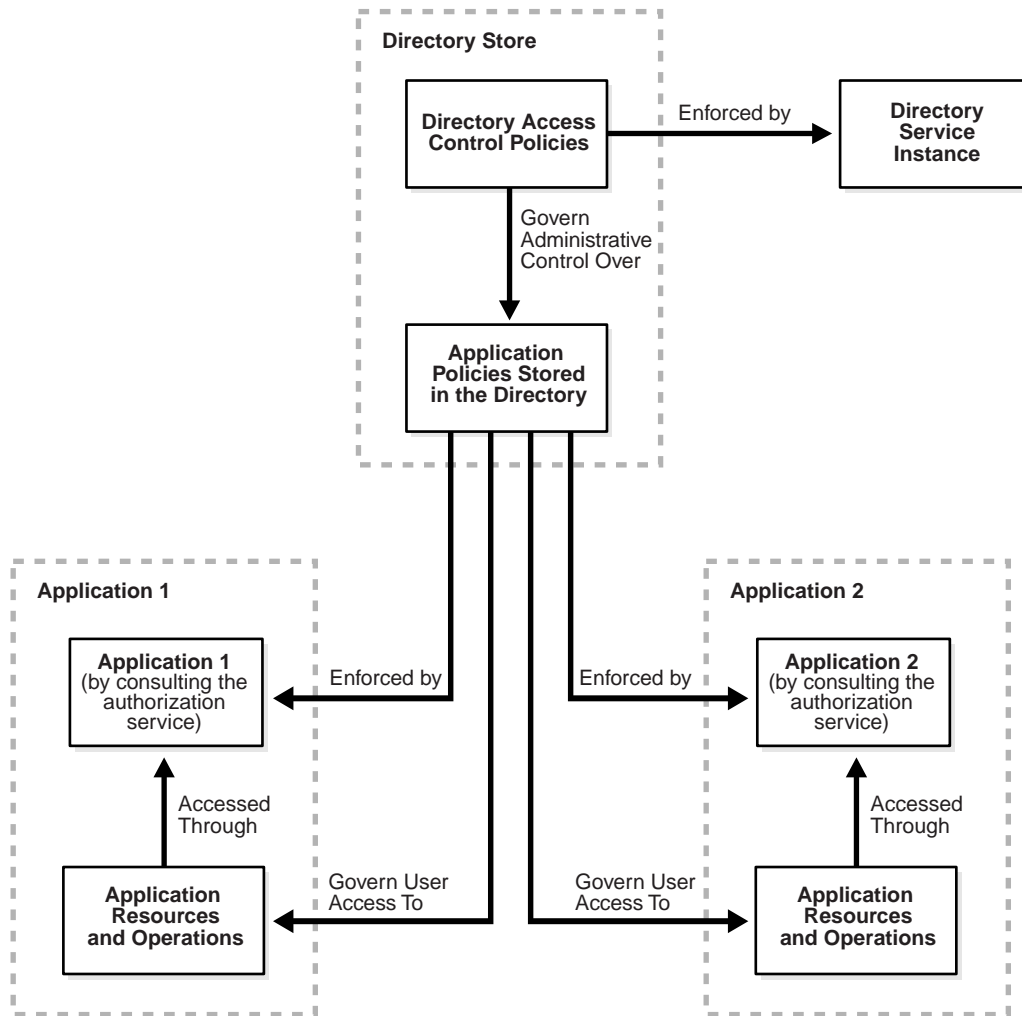 Directory Store
Directory Access
Control Policies
Enforced by
Directory
Service
Instance
Govern
Administrative
Control Over
Application
Policies Stored
in the Directory
Application 1
Application 1
(by consulting the
authorization
service)
Enforced by
Accessed
Through
Application
Resources
and Operations
Govern User
Access To
Application 2
Enforced by
Application 2
(by consulting the
authorization
service)
Accessed
Through
Govern User
Access To
Application
Resources
and Operations